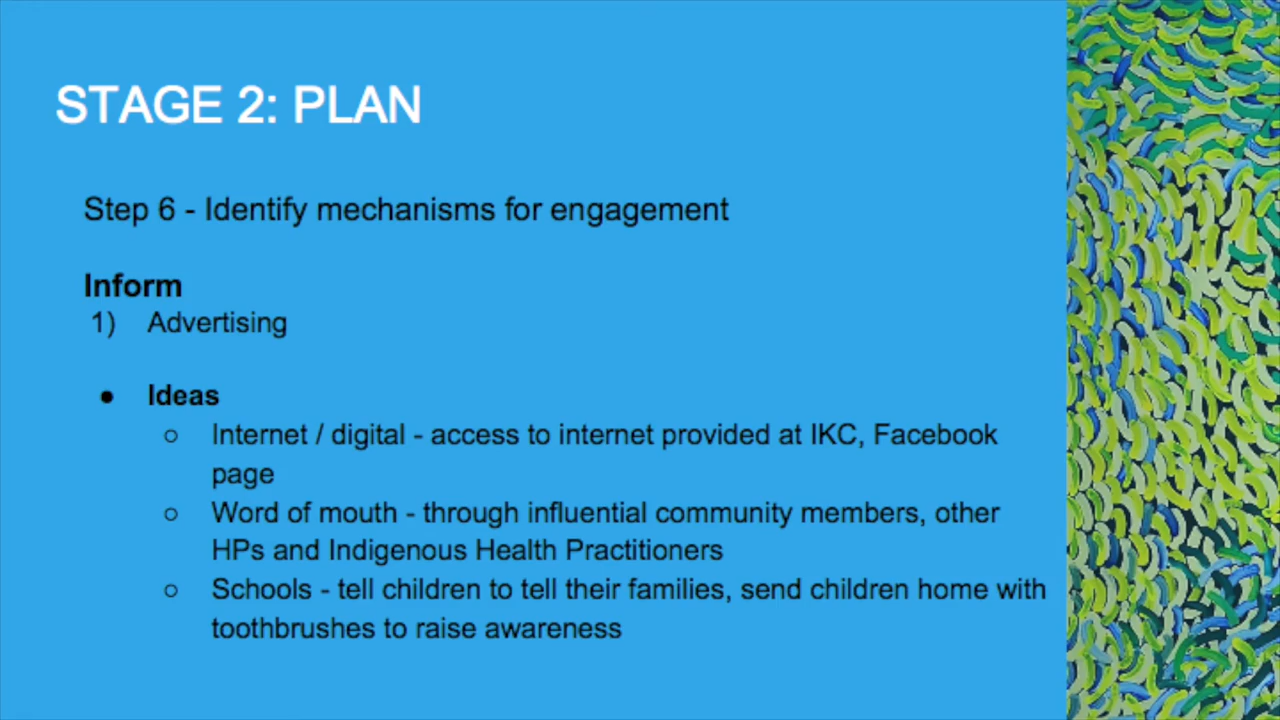 STAGE 2: PLAN
Step 6 - Identify mechanisms for engagement
Inform
1) Advertising
● Ideas
○ Internet / digital - access to internet provided at IKC, Facebook
page
○ Word of mouth - through influential community members, other
HPs and Indigenous Health Practitioners
○ Schools - tell children to tell their families, send children home with
toothbrushes to raise awareness